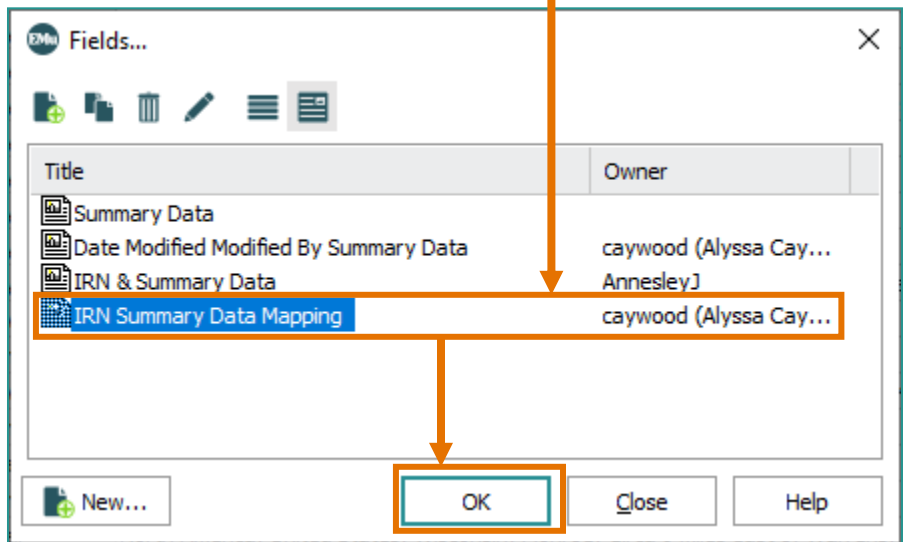 EMu Fields...
Title Owner
Summary Data
Date Modified Modified By Summary Data caywood (Alyssa Cay...
IRN & Summary Data AnnesleyJ
IRN Summary Data Mapping caywood (Alyssa Cay...
New... OK Close Help